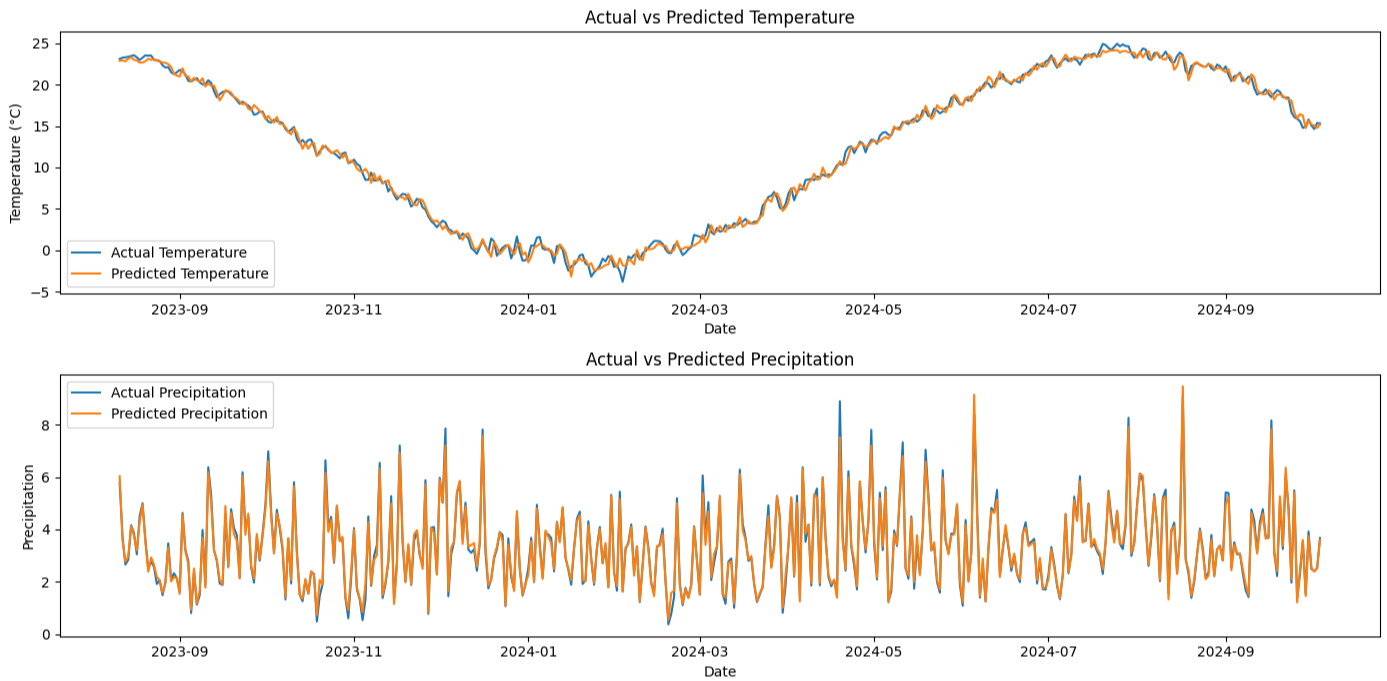 Actual vs Predicted Temperature
Temperature (°C)
25
20
15
10
5
0
−5
Actual Temperature
Predicted Temperature
2023-09 2023-11 2024-01 2024-03 2024-05 2024-07 2024-09
Date
Actual vs Predicted Precipitation
Precipitation
8
6
4
2
0
Actual Precipitation
Predicted Precipitation
2023-09 2023-11 2024-01 2024-03 2024-05 2024-07 2024-09
Date